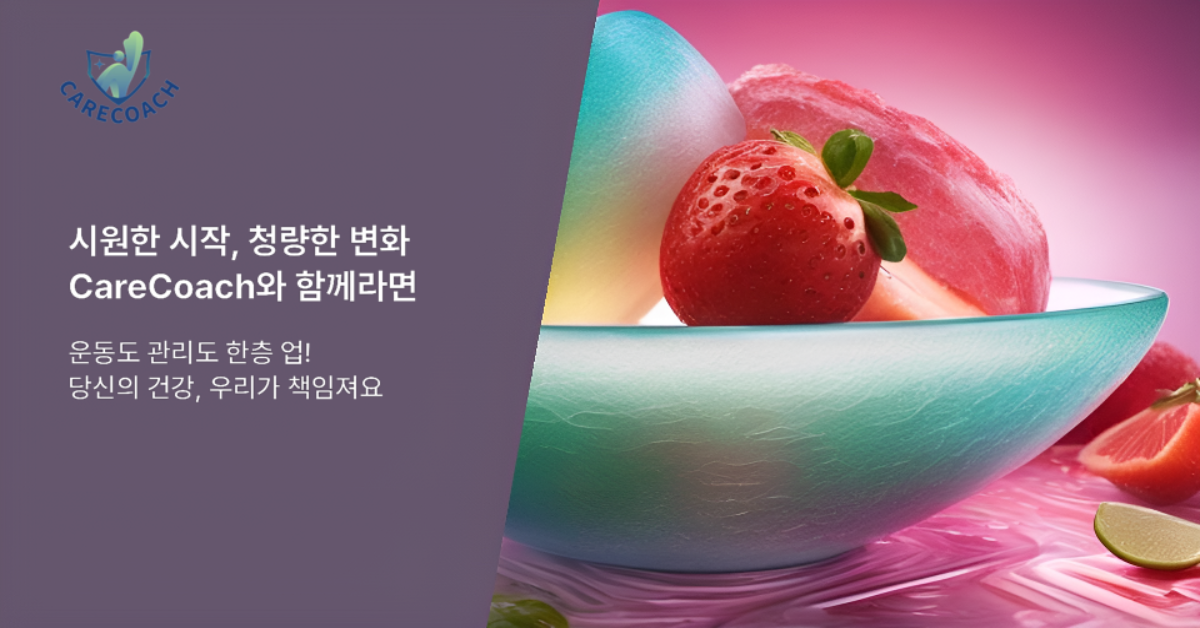 CARECOACH
시원한 시작, 청량한 변화
CareCoach와 함께라면
운동도 관리도 한층 업!
당신의 건강, 우리가 책임져요